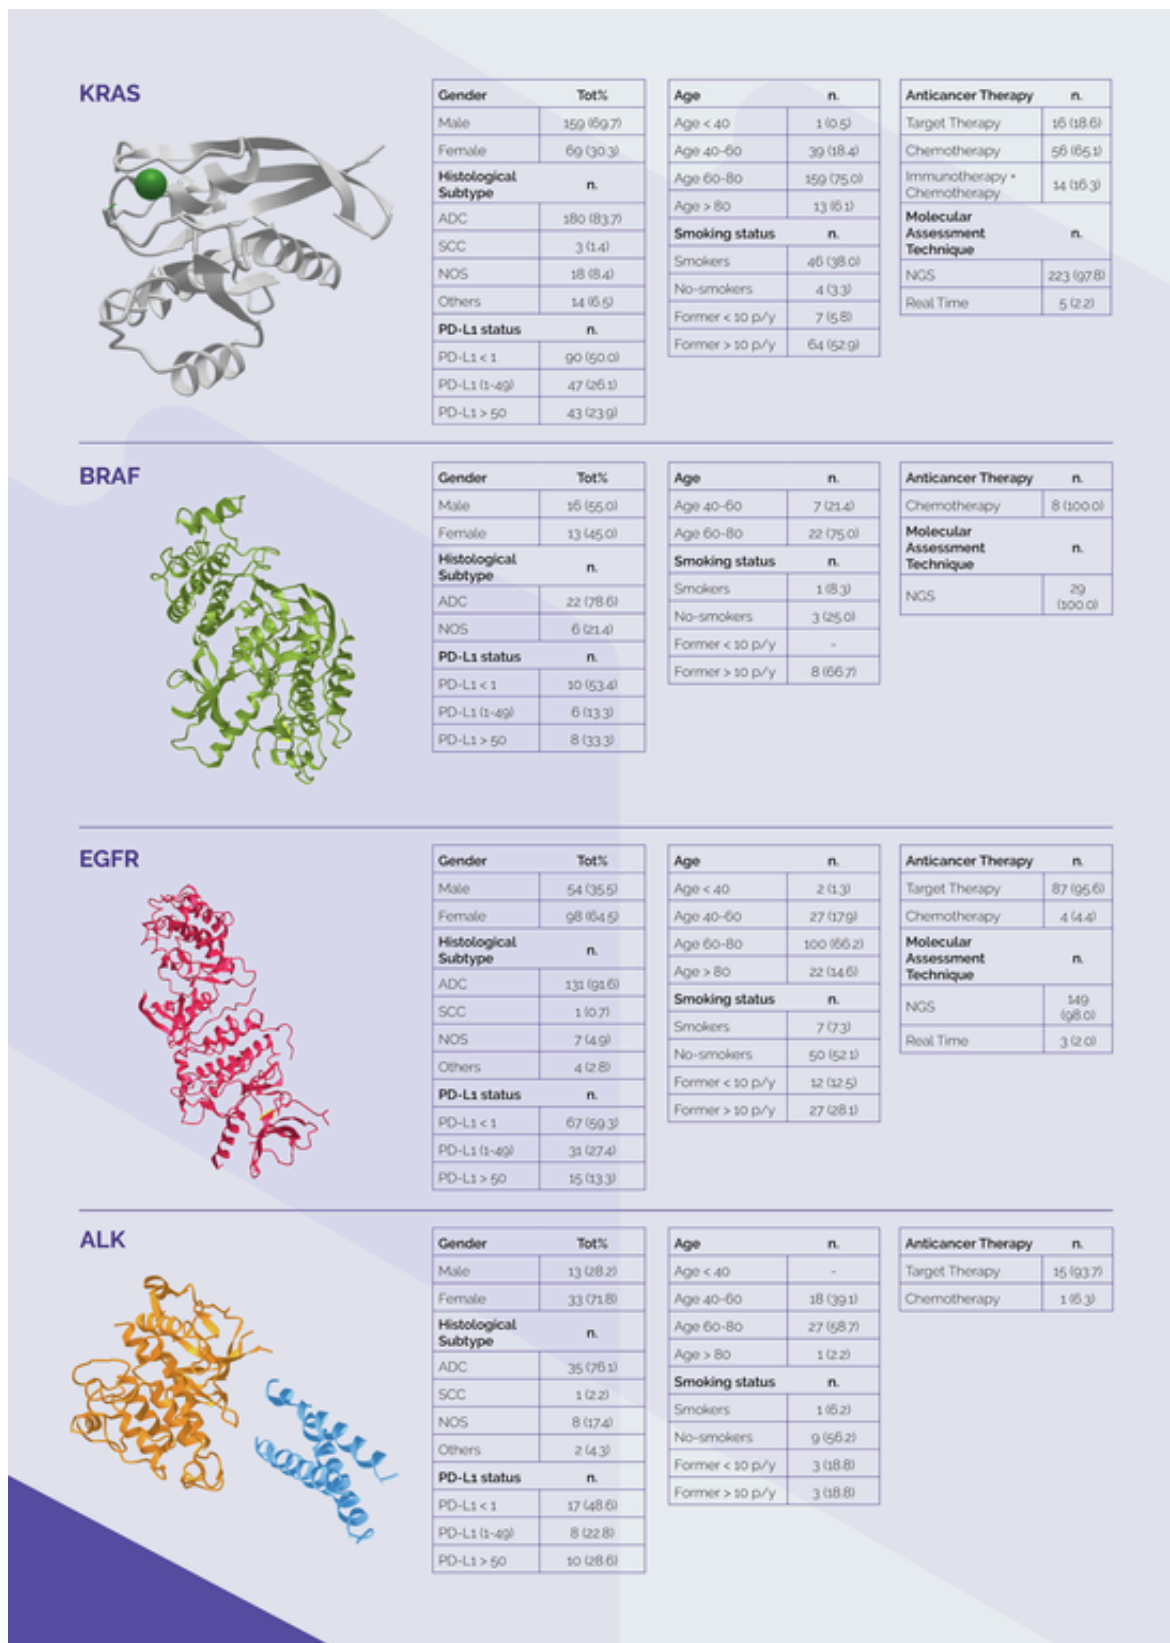 KRAS
Gender Tot%
Male 159 (69.7)
Female 69 (30.3)
Histological
Subtype n.
ADC 180 (83.7)
SCC 3 (1.4)
NOS 18 (8.4)
Others 14 (6.5)
PD-L1 status n.
PD-L1 < 1 90 (50.0)
PD-L1 (1-49) 47 (26.1)
PD-L1 > 50 43 (23.9)
Age n.
Age < 40 1 (0.5)
Age 40-60 39 (18.4)
Age 60-80 159 (75.0)
Age > 80 13 (6.1)
Smoking status n.
Smokers 46 (38.0)
No-smokers 4 (3.3)
Former < 10 p/y 7 (5.8)
Former > 10 p/y 64 (52.9)
Anticancer Therapy n.
Target Therapy 16 (18.6)
Chemotherapy 56 (65.1)
Immunotherapy +
Chemotherapy 14 (16.3)
Molecular
Assessment n.
Technique
NGS 223 (97.8)
Real Time 5 (2.2)
BRAF
Gender Tot%
Male 16 (55.0)
Female 13 (45.0)
Histological
Subtype n.
ADC 22 (78.6)
NOS 6 (21.4)
PD-L1 status n.
PD-L1 < 1 10 (53.4)
PD-L1 (1-49) 6 (13.3)
PD-L1 > 50 8 (33.3)
Age n.
Age 40-60 7 (21.4)
Age 60-80 22 (75.0)
Smoking status n.
Smokers 1 (8.3)
No-smokers 3 (25.0)
Former < 10 p/y -
Former > 10 p/y 8 (66.7)
Anticancer Therapy n.
Chemotherapy 8 (100.0)
Molecular
Assessment n.
Technique
NGS 29
(100.0)
EGFR
Gender Tot%
Male 54 (35.5)
Female 98 (64.5)
Histological
Subtype n.
ADC 131 (91.6)
SCC 1 (0.7)
NOS 7 (4.9)
Others 4 (2.8)
PD-L1 status n.
PD-L1 < 1 67 (59.3)
PD-L1 (1-49) 31 (27.4)
PD-L1 > 50 15 (13.3)
Age n.
Age < 40 2 (1.3)
Age 40-60 27 (17.9)
Age 60-80 100 (66.2)
Age > 80 22 (14.6)
Smoking status n.
Smokers 7 (7.3)
No-smokers 50 (52.1)
Former < 10 p/y 12 (12.5)
Former > 10 p/y 27 (28.1)
Anticancer Therapy n.
Target Therapy 87 (95.6)
Chemotherapy 4 (4.4)
Molecular
Assessment n.
Technique
NGS 149
(98.0)
Real Time 3 (2.0)
ALK
Gender Tot%
Male 13 (28.2)
Female 33 (71.8)
Histological
Subtype n.
ADC 35 (76.1)
SCC 1 (2.2)
NOS 8 (17.4)
Others 2 (4.3)
PD-L1 status n.
PD-L1 < 1 17 (48.6)
PD-L1 (1-49) 8 (22.8)
PD-L1 > 50 10 (28.6)
Age n.
Age < 40 -
Age 40-60 18 (39.1)
Age 60-80 27 (58.7)
Age > 80 1 (2.2)
Smoking status n.
Smokers 1 (6.2)
No-smokers 9 (56.2)
Former < 10 p/y 3 (18.8)
Former > 10 p/y 3 (18.8)
Anticancer Therapy n.
Target Therapy 15 (93.7)
Chemotherapy 1 (6.3)